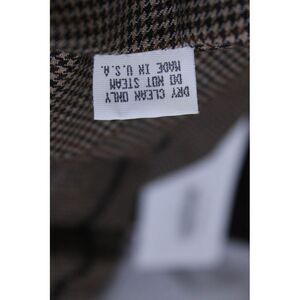 DRY CLEAN ONLY
DO NOT STEAM
MADE IN U.S.A.